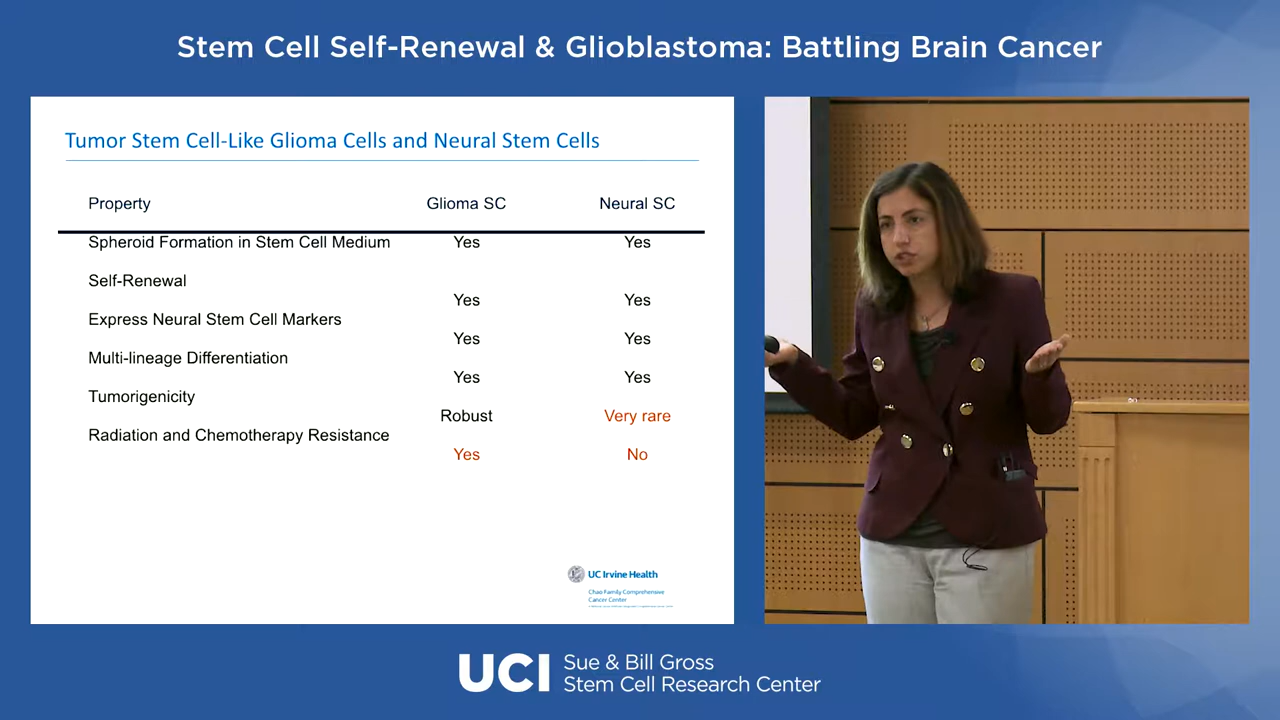 Stem Cell Self-Renewal & Glioblastoma: Battling Brain Cancer
Tumor Stem Cell-Like Glioma Cells and Neural Stem Cells
Property Glioma SC Neural SC
Spheroid Formation in Stem Cell Medium Yes Yes
Self-Renewal
Yes Yes
Express Neural Stem Cell Markers
Yes Yes
Multi-lineage Differentiation
Yes Yes
Tumorigenicity
Robust Very rare
Radiation and Chemotherapy Resistance
Yes No
UC Irvine Health
Chao Family Comprehensive
Cancer Center
UCI Sue & Bill Gross
Stem Cell Research Center